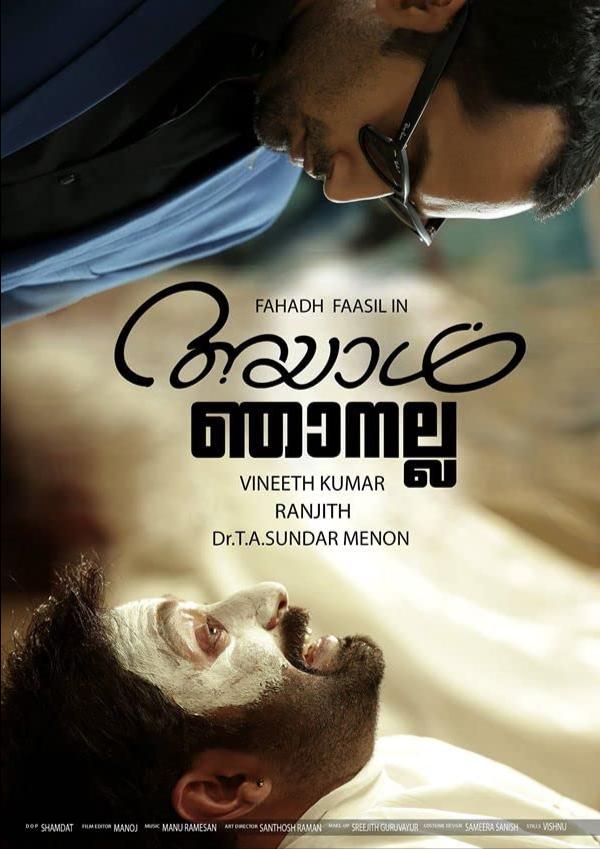 FAHADH FAASIL IN
അയാൾ
ഞാനല്ല
VINEETH KUMAR
RANJITH
Dr.T.A.SUNDAR MENON
DOP SHAMDAT FILM EDITOR MANOJ MUSIC MANU RAMESAN ART DIRECTOR SANTHOSH RAMAN MAKE-UP SREEJITH GURUVAYUR COSTUME DESIGN SAMEERA SANISH STILLS VISHNU